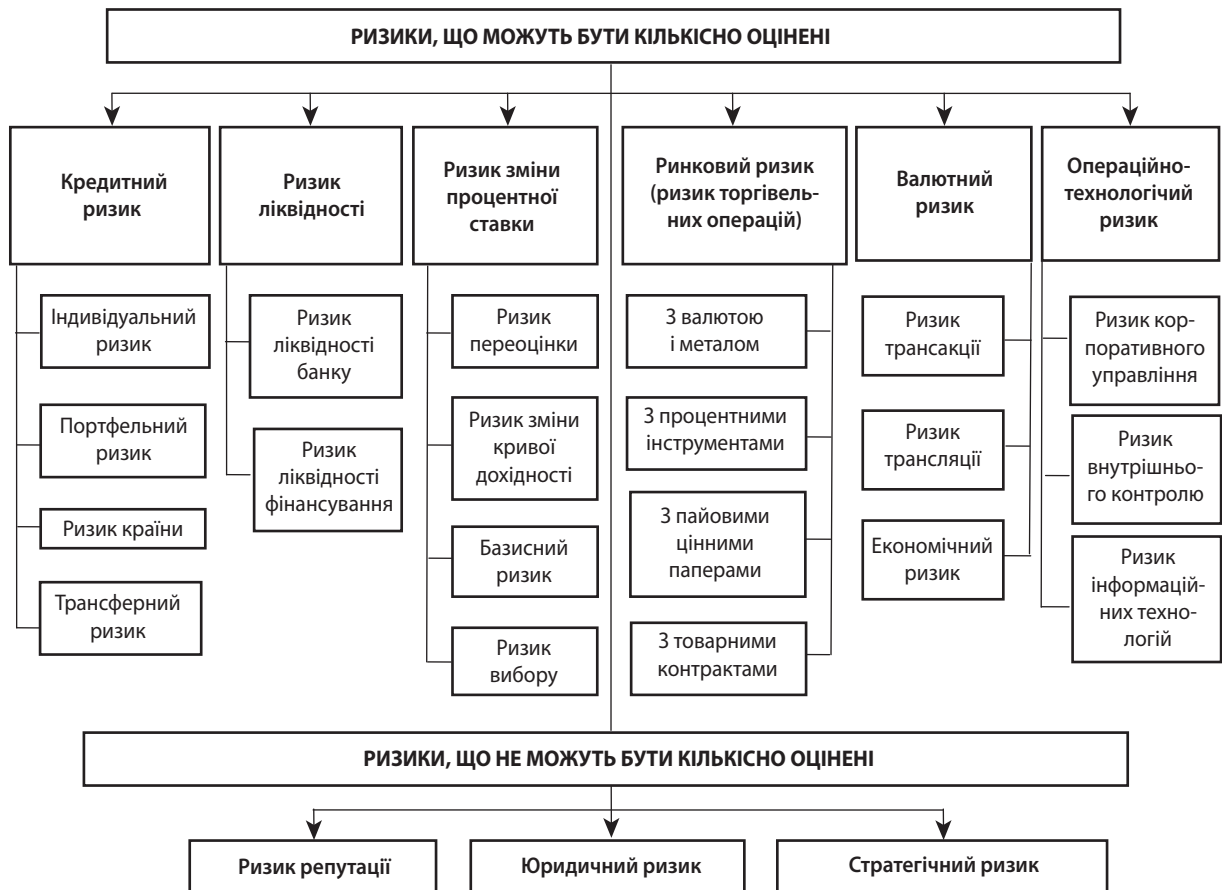 РИЗИКИ, ЩО МОЖУТЬ БУТИ КІЛЬКІСНО ОЦІНЕНІ
Кредитний
ризик
Ризик
ліквідності
Ризик зміни
процентної
ставки
Ринковий ризик
(ризик торгівель-
них операцій)
Валютний
ризик
Операційно-
технологічий
ризик
Індивідуальний
ризик
Портфельний
ризик
Ризик країни
Трансферний
ризик
Ризик
ліквідності
банку
Ризик
ліквідності
фінансування
Ризик
переоцінки
Ризик зміни
кривої
дохідності
Базисний
ризик
Ризик
вибору
З валютою
і металом
З процентними
інструментами
З пайовими
цінними
паперами
З товарними
контрактами
Ризик
трансакції
Ризик
трансляції
Економічний
ризик
Ризик кор-
поративного
управління
Ризик
внутрішньо-
го контролю
Ризик
інформацій-
них техно-
логій
РИЗИКИ, ЩО НЕ МОЖУТЬ БУТИ КІЛЬКІСНО ОЦІНЕНІ
Ризик репутації
Юридичний ризик
Стратегічний ризик